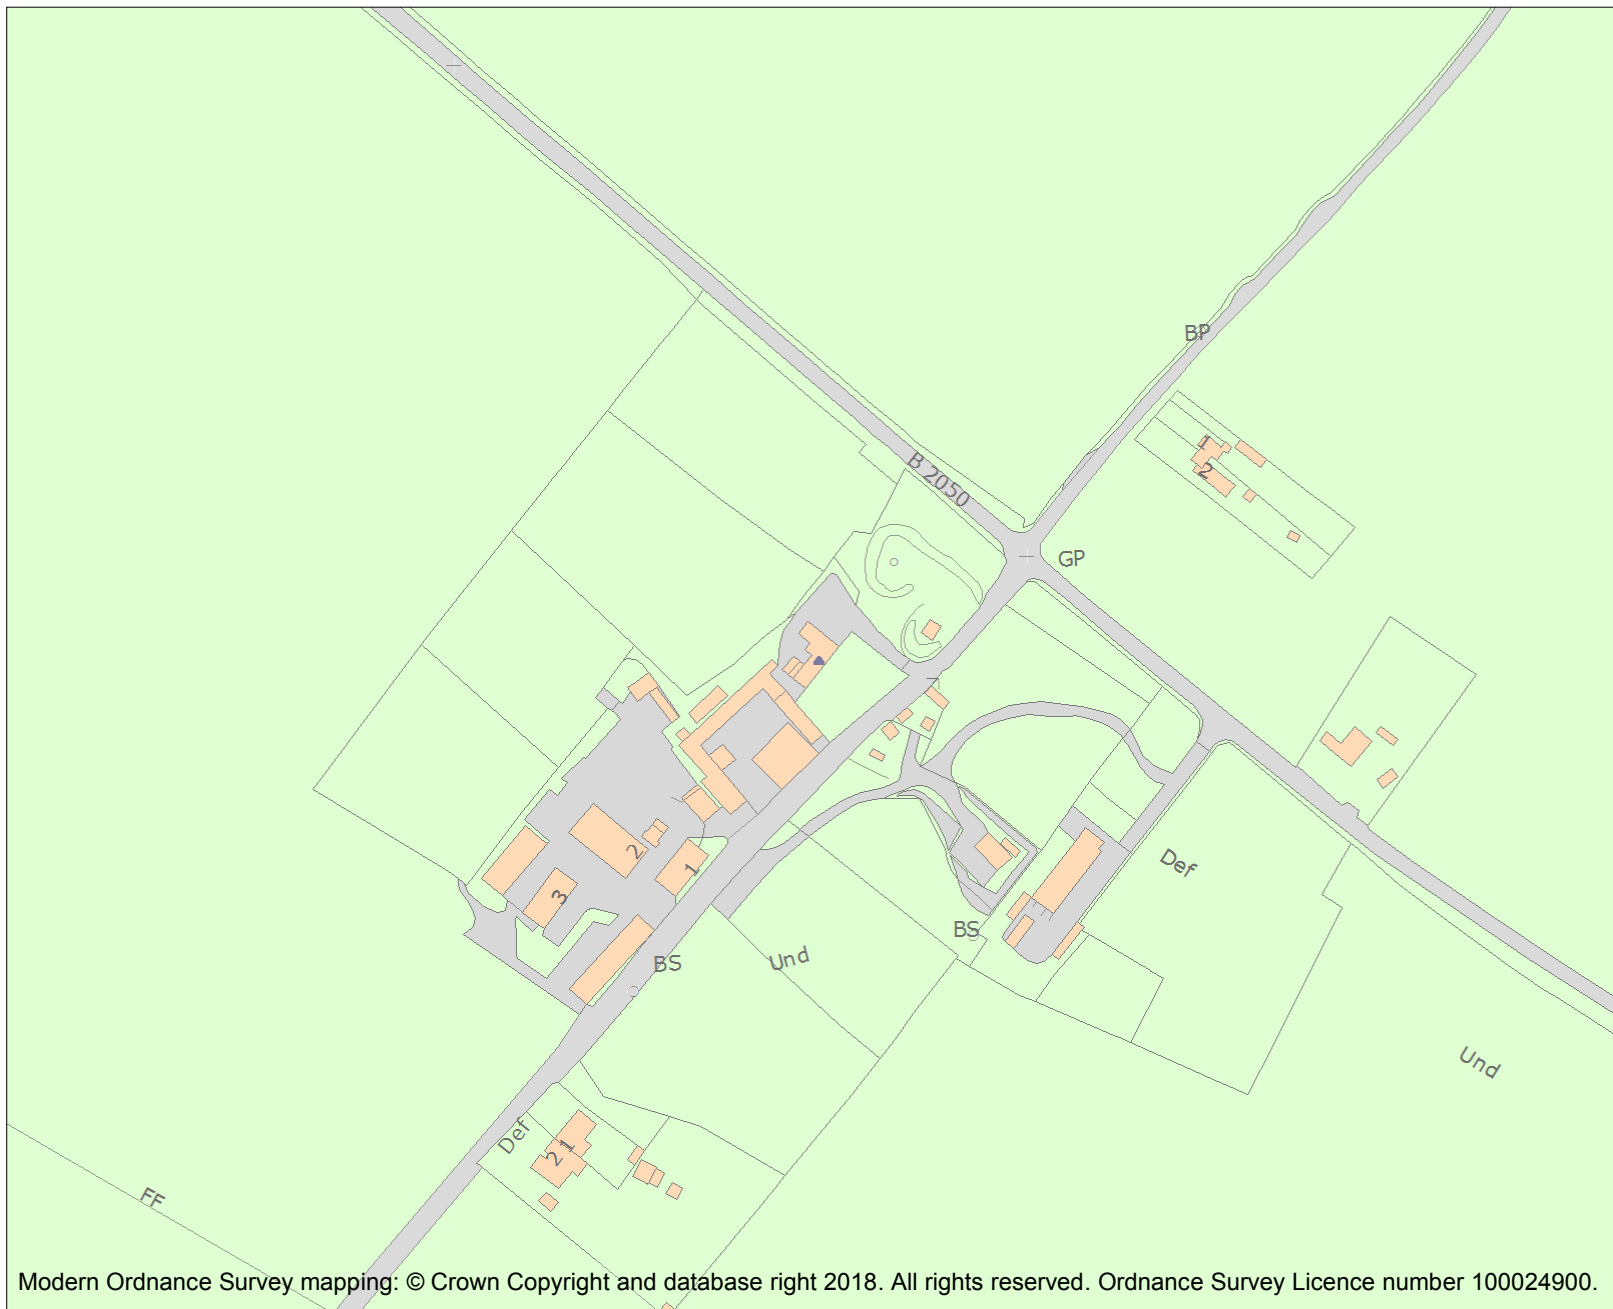 BP
1
2
B 2050
GP
2
1
3
Def
BS
BS
Und
Und
Def
1
2
FF
Modern Ordnance Survey mapping: © Crown Copyright and database right 2018. All rights reserved. Ordnance Survey Licence number 100024900.